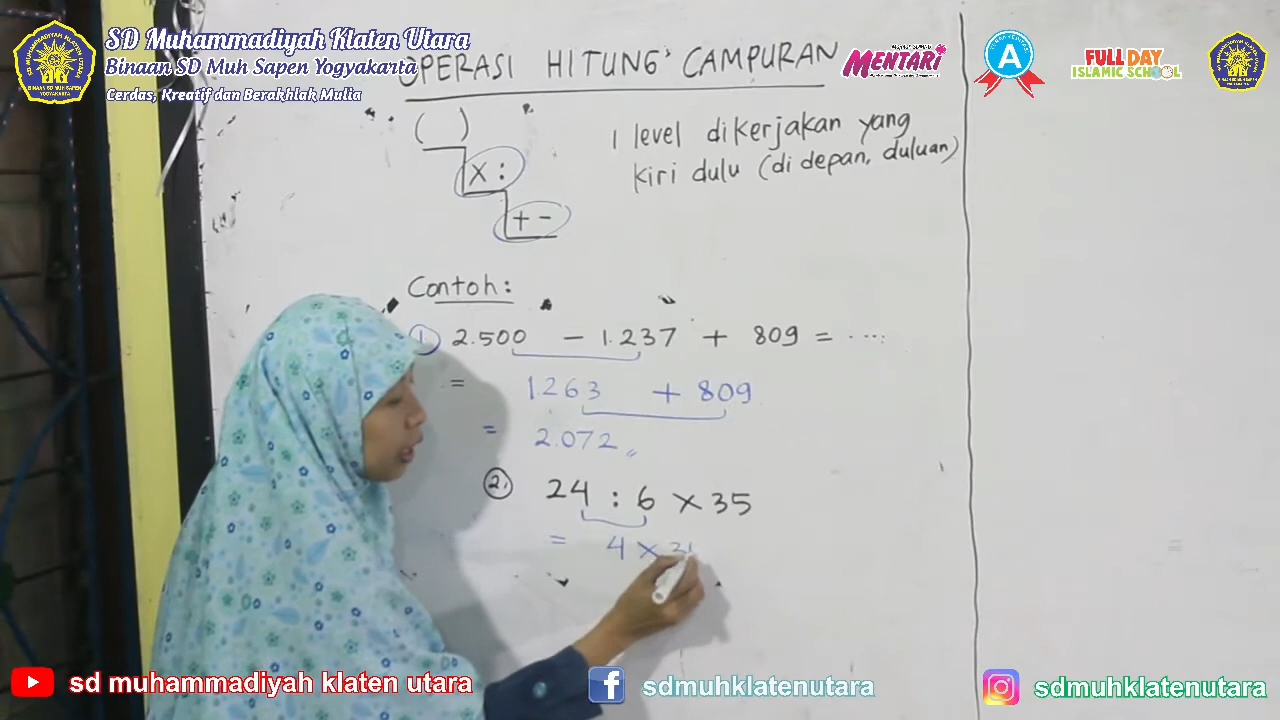 SD Muhammadiyah Klaten Utara
Binaan SD Muh Sapen Yogyakarta
Cerdas, Kreatif dan Berakhlak Mulia
MENTARI
A
FULL DAY
ISLAMIC SCHOOL
OPERASI HITUNG CAMPURAN
( )
x :
+ -
1 level dikerjakan yang
kiri dulu (di depan, duluan)
Contoh:
1. 2.500 - 1.237 + 809 = ....
= 1263 + 809
= 2.072
2. 24 : 6 x 35
= 4 x
sd muhammadiyah klaten utara
sdmuhklatenutara
sdmuhklatenutara